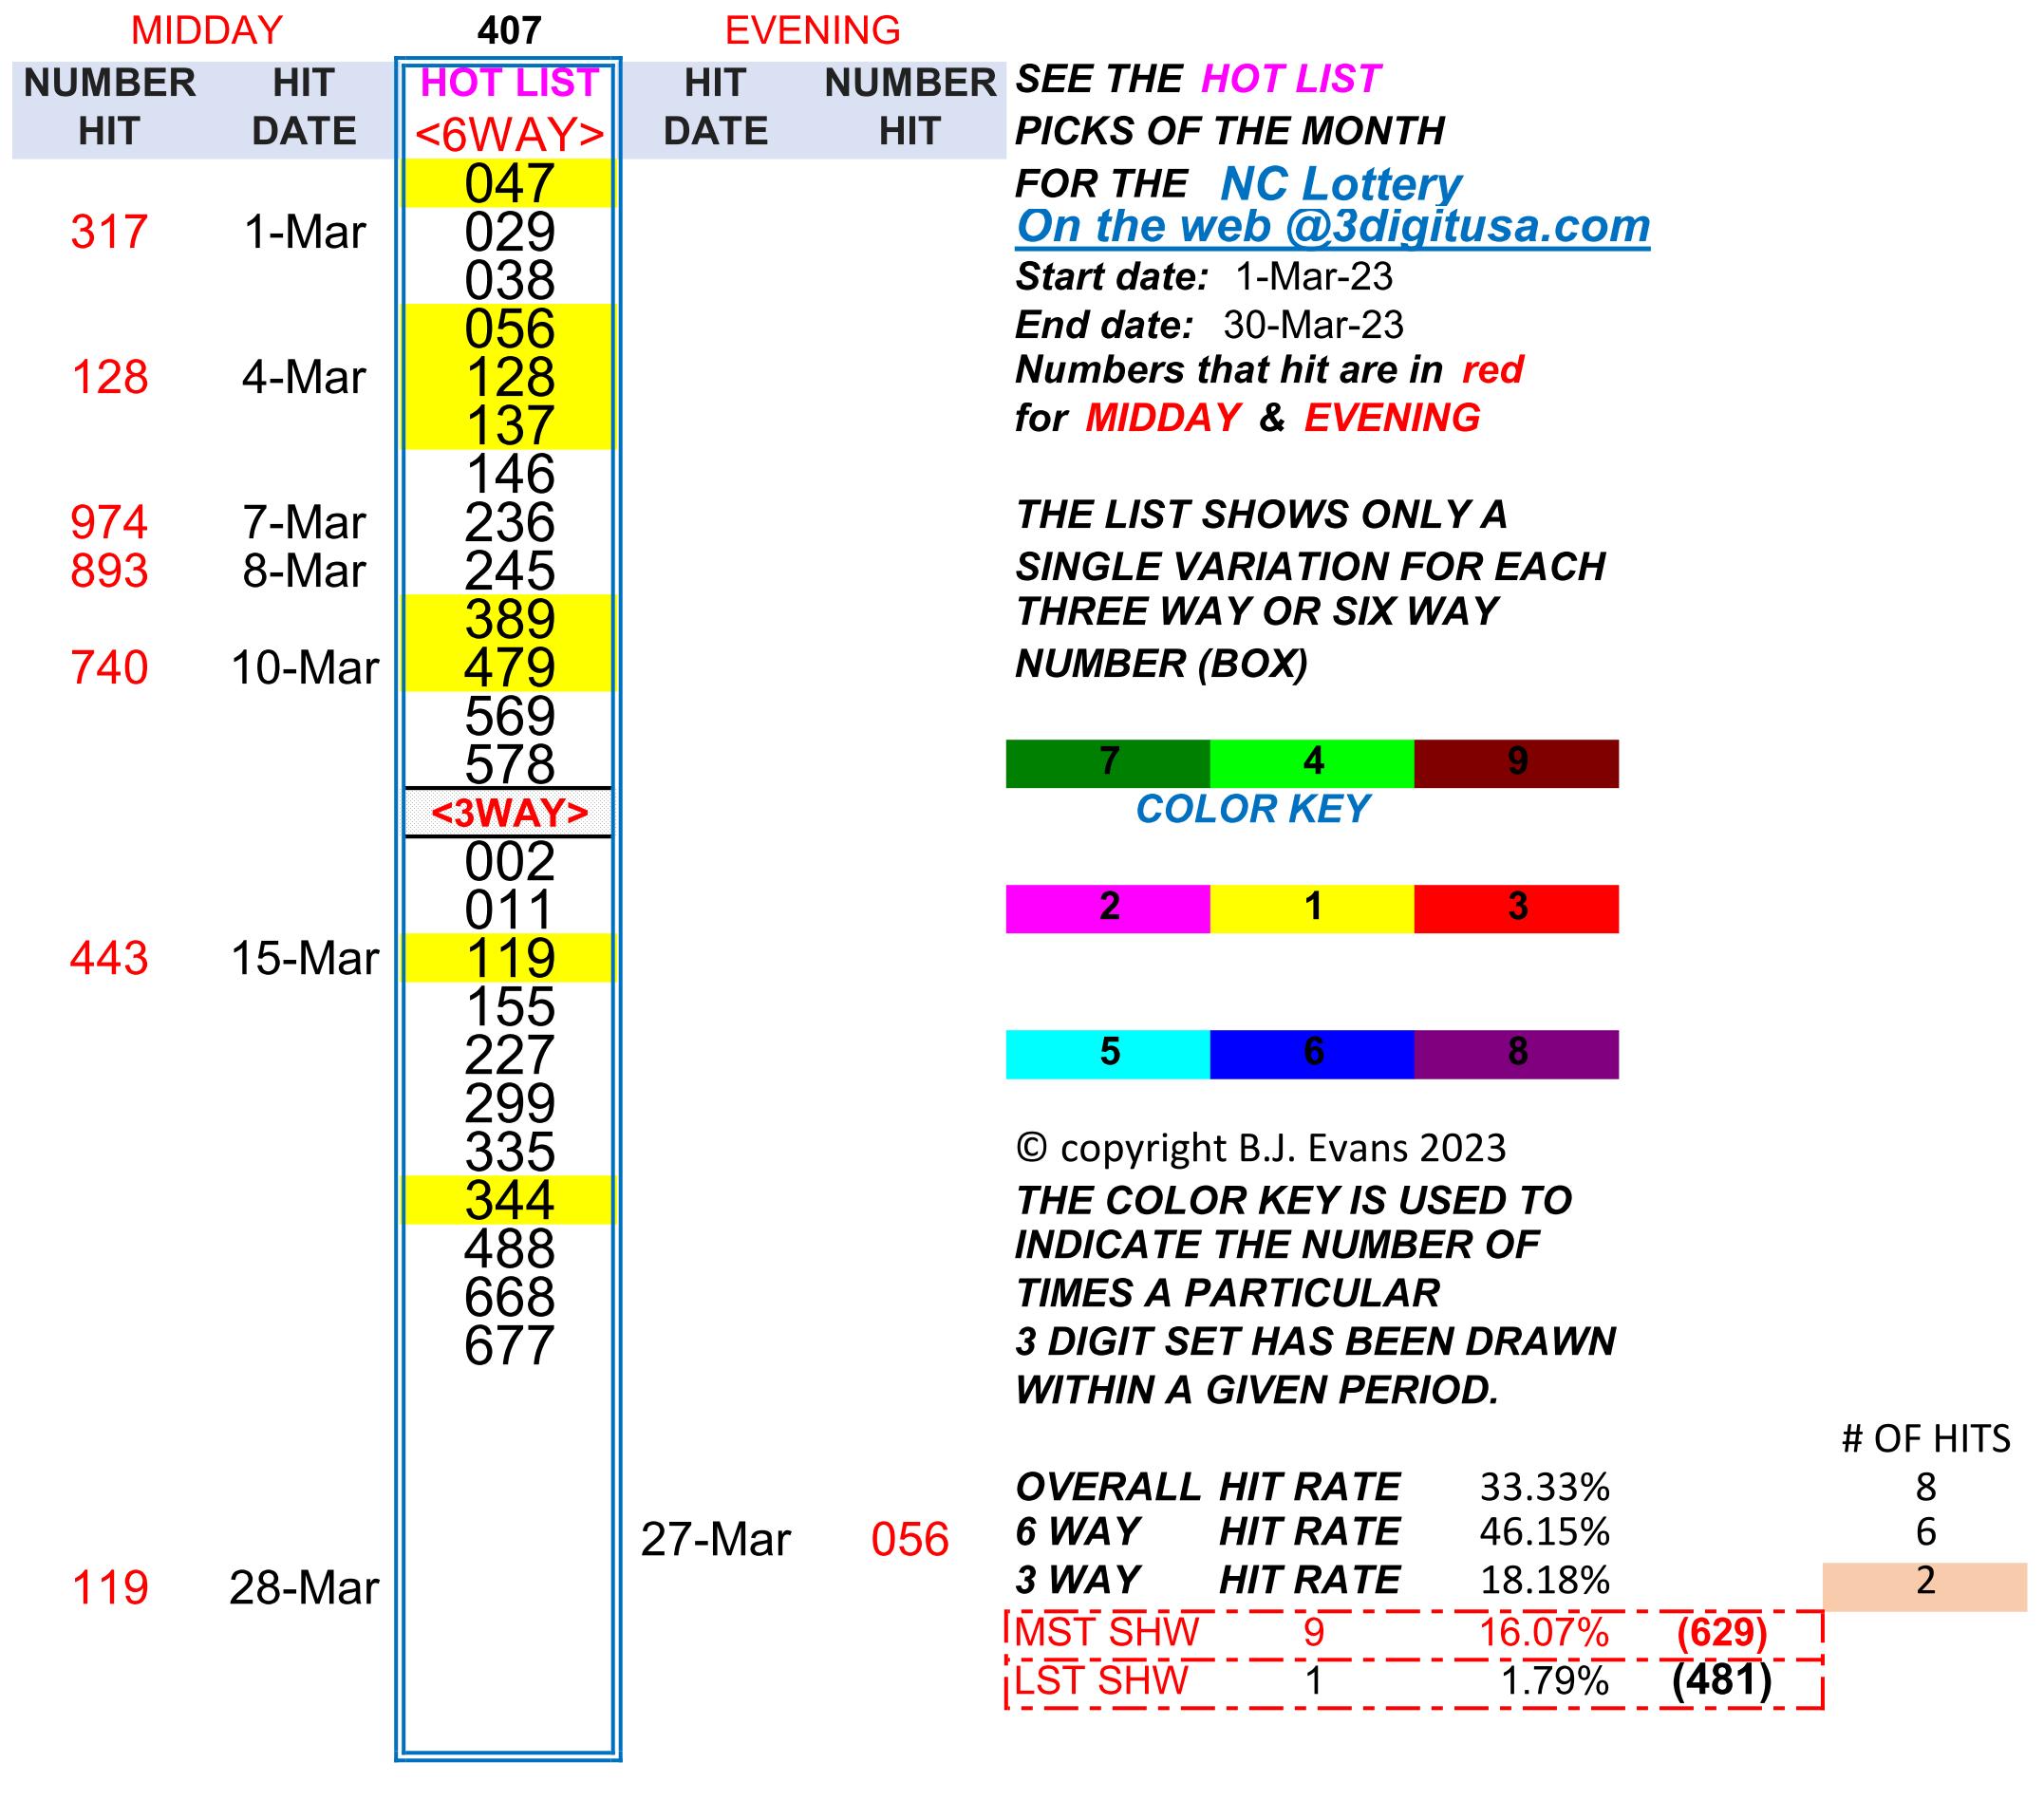 MIDDAY 407 EVENING
NUMBER HIT HOT LIST HIT NUMBER SEE THE HOT LIST
HIT DATE <6WAY> DATE HIT PICKS OF THE MONTH
047 FOR THE NC Lottery
317 1-Mar 029 On the web @3digitusa.com
038 Start date: 1-Mar-23
056 End date: 30-Mar-23
128 4-Mar 128 Numbers that hit are in red
137 for MIDDAY & EVENING
146
974 7-Mar 236 THE LIST SHOWS ONLY A
893 8-Mar 245 SINGLE VARIATION FOR EACH
389 THREE WAY OR SIX WAY
740 10-Mar 479 NUMBER (BOX)
569
578 7 4 9
<3WAY> COLOR KEY
002
011 2 1 3
443 15-Mar 119
155
227 5 6 8
299
335 © copyright B.J. Evans 2023
344 THE COLOR KEY IS USED TO
488 INDICATE THE NUMBER OF
668 TIMES A PARTICULAR
677 3 DIGIT SET HAS BEEN DRAWN
WITHIN A GIVEN PERIOD.
# OF HITS
OVERALL HIT RATE 33.33% 8
27-Mar 056 6 WAY HIT RATE 46.15% 6
119 28-Mar 3 WAY HIT RATE 18.18% 2
MST SHW 9 16.07% (629)
LST SHW 1 1.79% (481)